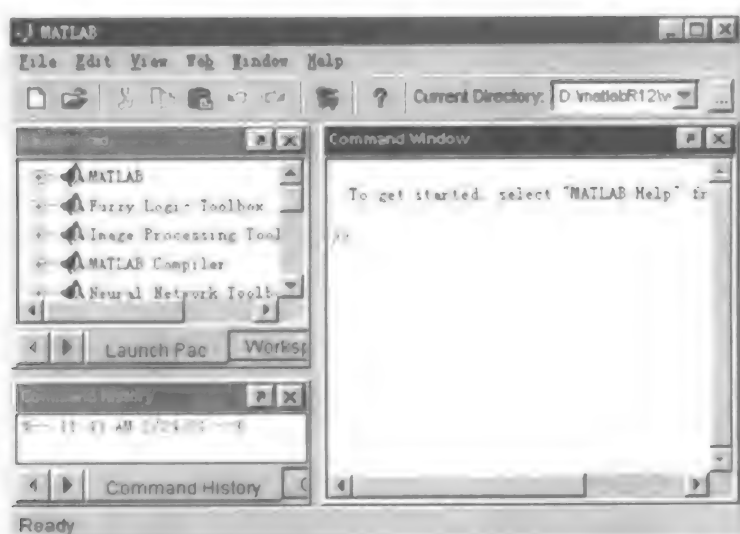 MATLAB
File Edit View Web Window Help
Current Directory: D:\matlabR12\w
...
MATLAB
Fuzzy Logic Toolbox
Image Processing Tool
MATLAB Compiler
Neural Network Toolb
Launch Pad
Worksp
Command History
Command History
Command Window
To get started, select "MATLAB Help" fr
>>
Ready